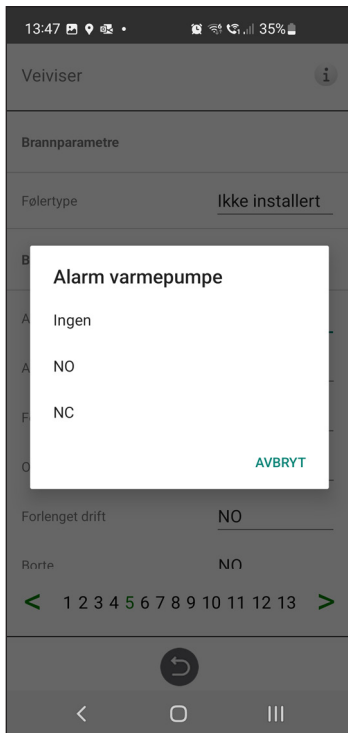 13:47 35%
Veiviser i
Brannparametre
Følertype Ikke installert
B
Alarm varmepumpe
A Ingen
A NO
F NC
O AVBRYT
Forlenget drift NO
Borte NO
< 1 2 3 4 5 6 7 8 9 10 11 12 13 >